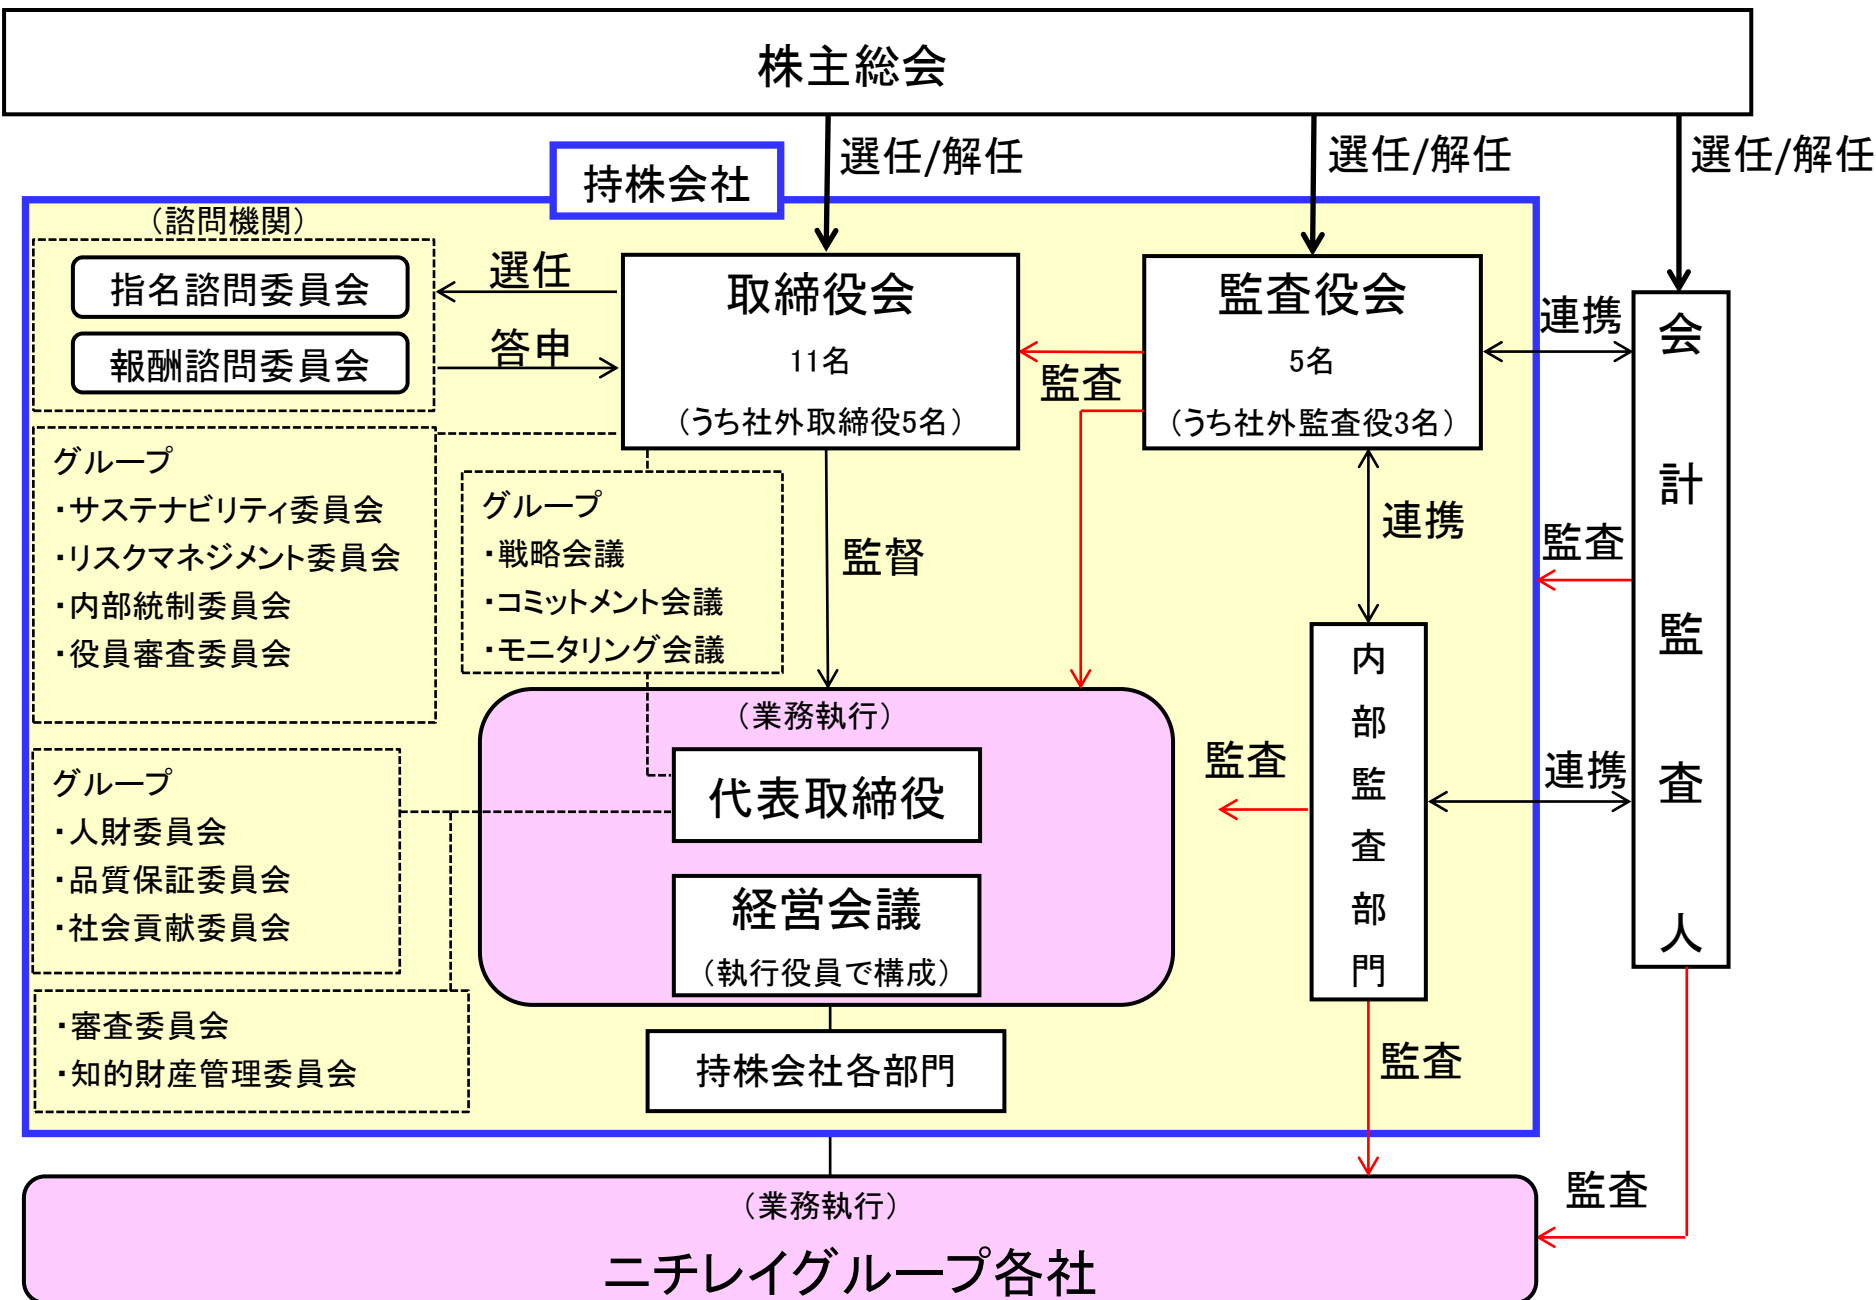 株主総会
選任/解任
選任/解任
選任/解任
持株会社
（諮問機関）
指名諮問委員会
報酬諮問委員会
選任
答申
取締役会
11名
（うち社外取締役5名）
監査
監査役会
5名
（うち社外監査役3名）
連携
会計監査人
グループ
・サステナビリティ委員会
・リスクマネジメント委員会
・内部統制委員会
・役員審査委員会
グループ
・戦略会議
・コミットメント会議
・モニタリング会議
監督
連携
監査
内部監査部門
監査
連携
（業務執行）
代表取締役
経営会議
（執行役員で構成）
グループ
・人財委員会
・品質保証委員会
・社会貢献委員会
・審査委員会
・知的財産管理委員会
持株会社各部門
監査
監査
（業務執行）
ニチレイグループ各社